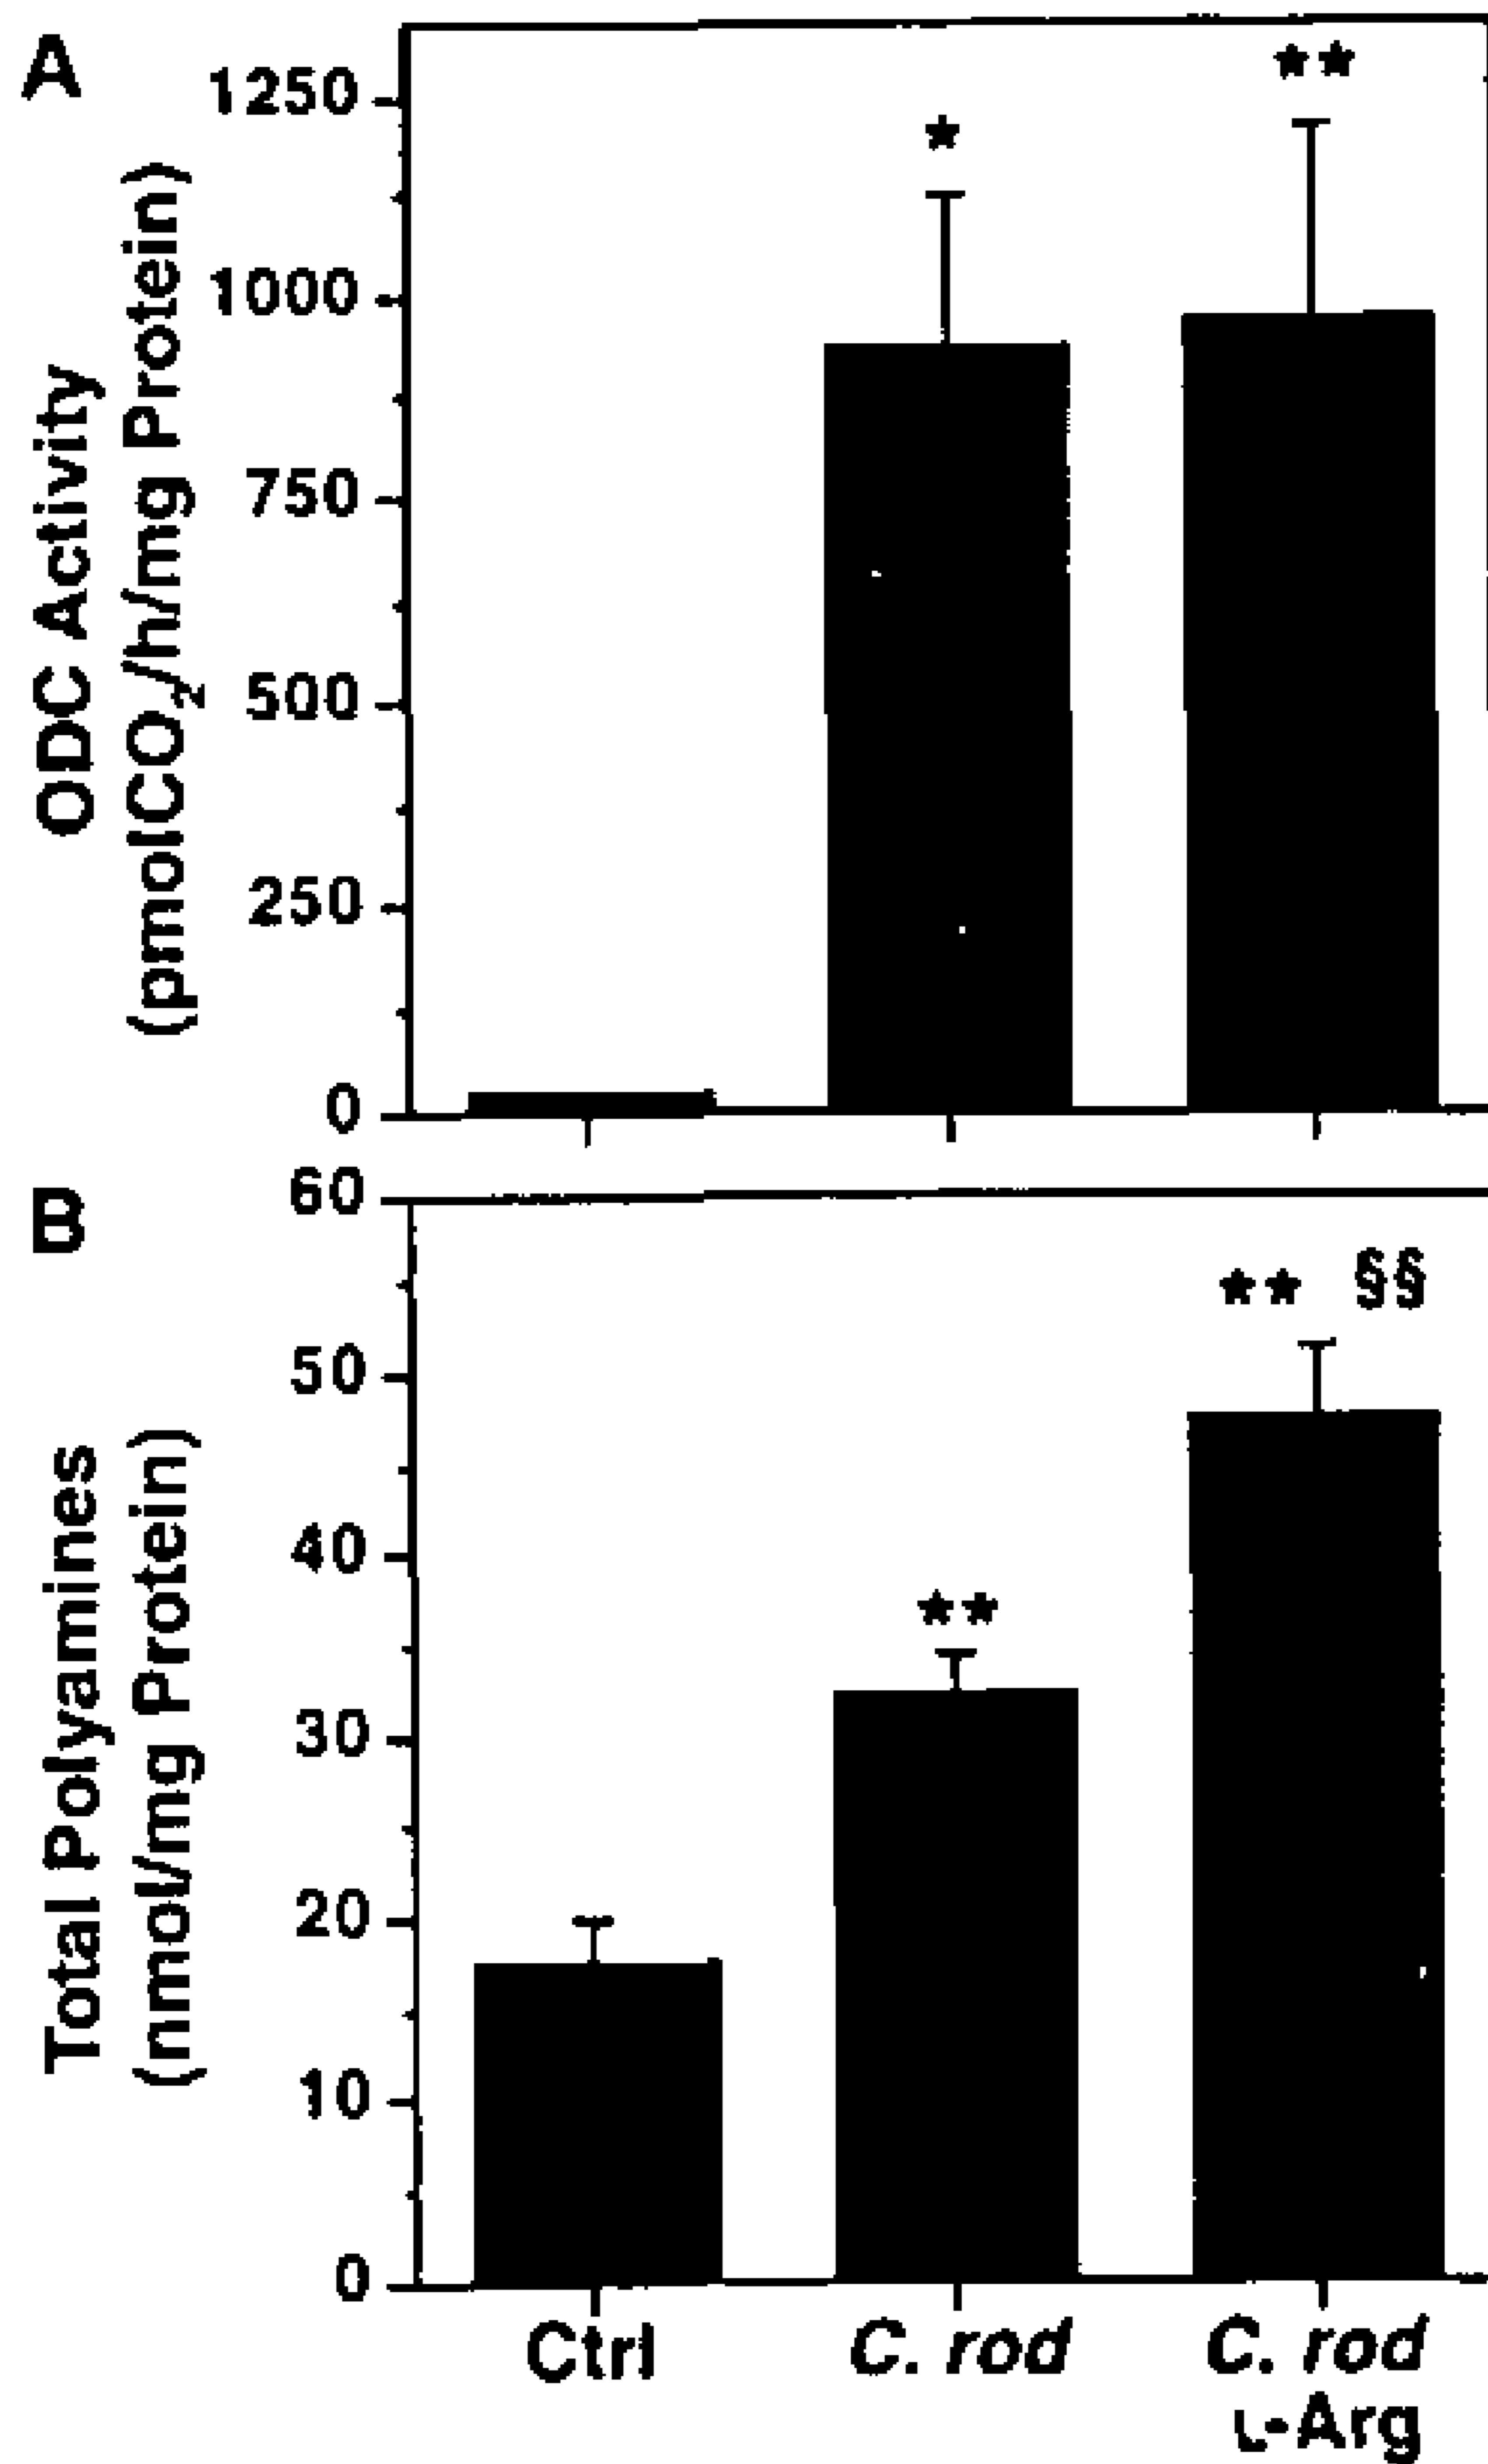 A
ODC Activity
(pmolCO2/h/mg Protein)
1250
1000
750
500
250
0
*
**
B
Total Polyamines
(nmol/mg Protein)
60
50
40
30
20
10
0
**
** §§
Ctrl
C. rod
C. rod
L-Arg